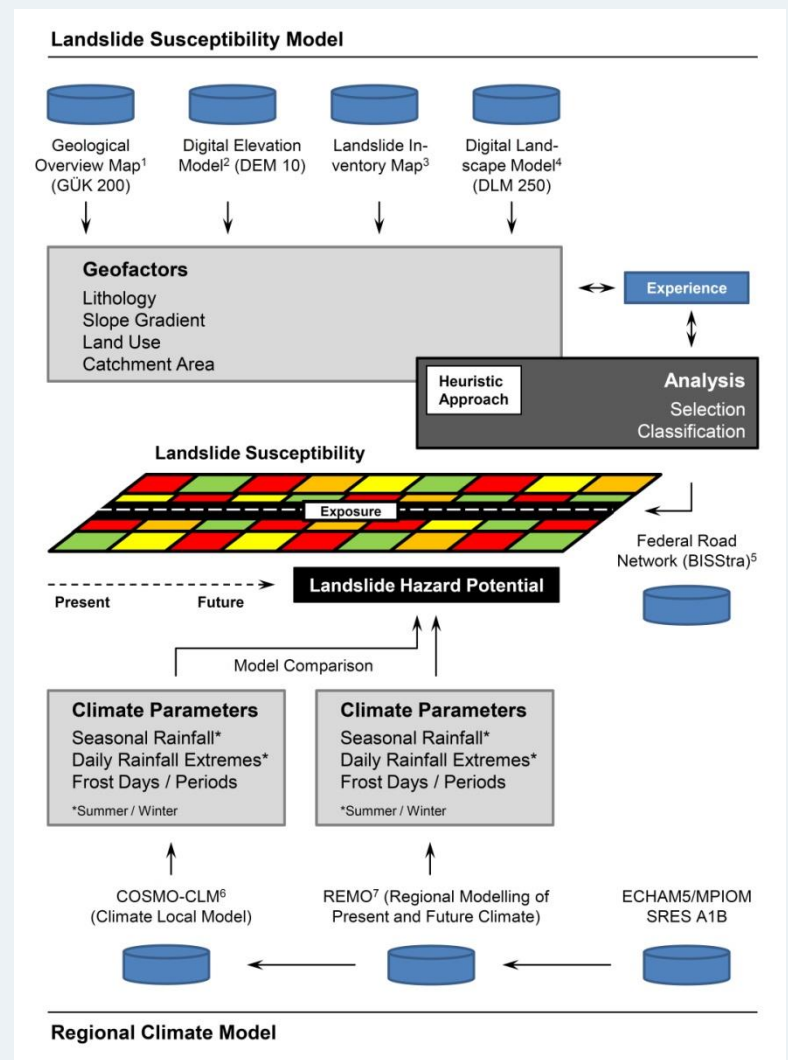 Landslide Susceptibility Model
Geological
Overview Map¹
(GÜK 200)
Digital Elevation
Model² (DEM 10)
Landslide In-
ventory Map³
Digital Land-
scape Model⁴
(DLM 250)
Geofactors
Lithology
Slope Gradient
Land Use
Catchment Area
Experience
Heuristic
Approach
Analysis
Selection
Classification
Landslide Susceptibility
Exposure
Federal Road
Network (BISStra)⁵
Present
Future
Landslide Hazard Potential
Model Comparison
Climate Parameters
Seasonal Rainfall*
Daily Rainfall Extremes*
Frost Days / Periods
*Summer / Winter
Climate Parameters
Seasonal Rainfall*
Daily Rainfall Extremes*
Frost Days / Periods
*Summer / Winter
COSMO-CLM⁶
(Climate Local Model)
REMO⁷ (Regional Modelling of
Present and Future Climate)
ECHAM5/MPIOM
SRES A1B
Regional Climate Model